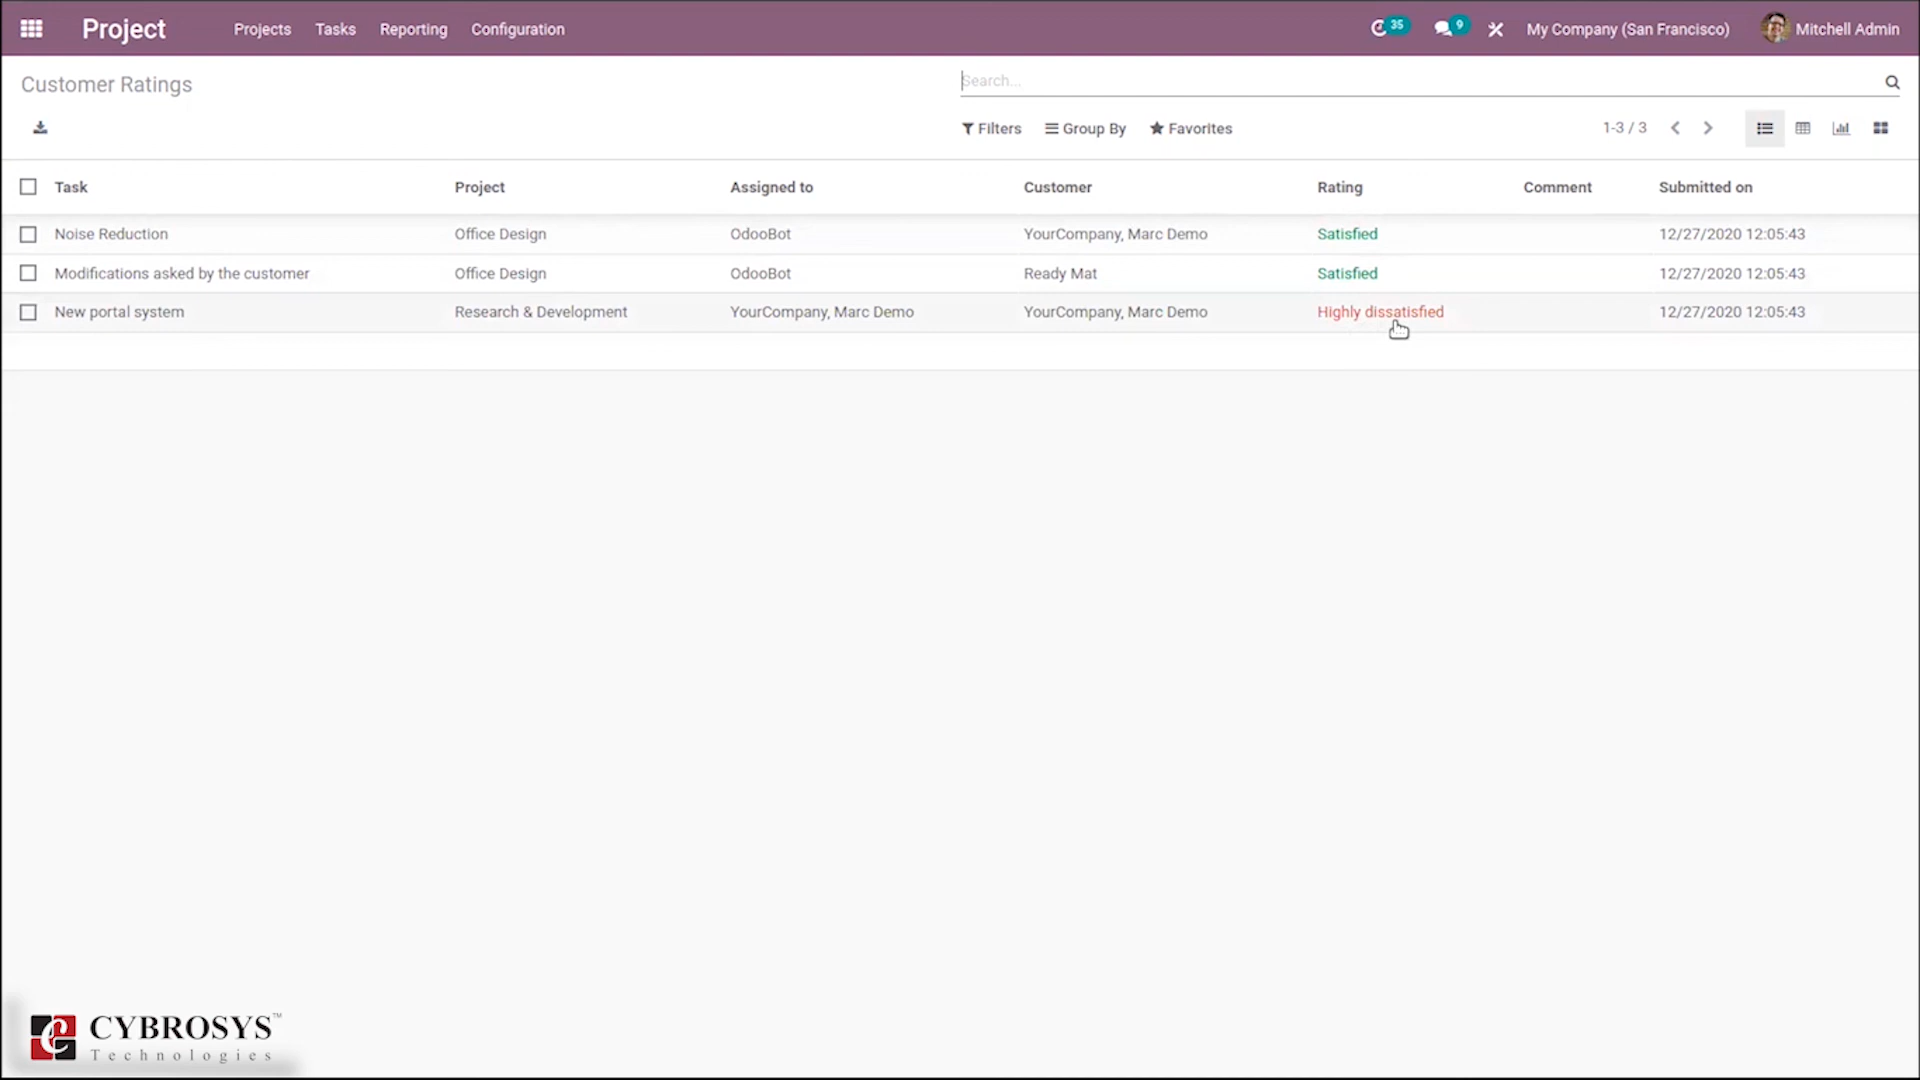 Project Projects Tasks Reporting Configuration 35 9 My Company (San Francisco) Mitchell Admin
Customer Ratings Search...
Filters Group By Favorites 1-3 / 3
Task Project Assigned to Customer Rating Comment Submitted on
Noise Reduction Office Design OdooBot YourCompany, Marc Demo Satisfied 12/27/2020 12:05:43
Modifications asked by the customer Office Design OdooBot Ready Mat Satisfied 12/27/2020 12:05:43
New portal system Research & Development YourCompany, Marc Demo YourCompany, Marc Demo Highly dissatisfied 12/27/2020 12:05:43
CYBROSYS™
Technologies